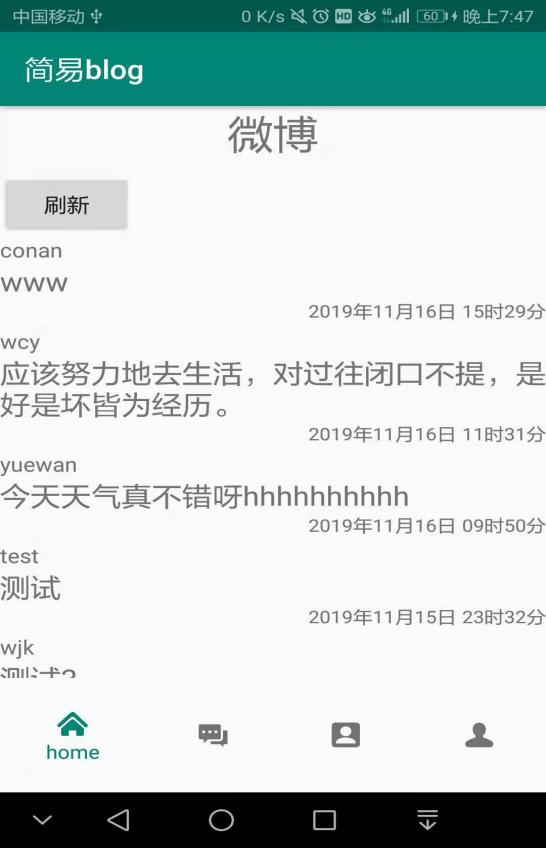 中国移动 0 K/s HD 4G 60 晚上7:47
简易blog
微博
刷新
conan
www
2019年11月16日 15时29分
wcy
应该努力地去生活，对过往闭口不提，是
好是坏皆为经历。
2019年11月16日 11时31分
yuewan
今天天气真不错呀hhhhhhhhhh
2019年11月16日 09时50分
test
测试
2019年11月15日 23时32分
wjk
测试2
home